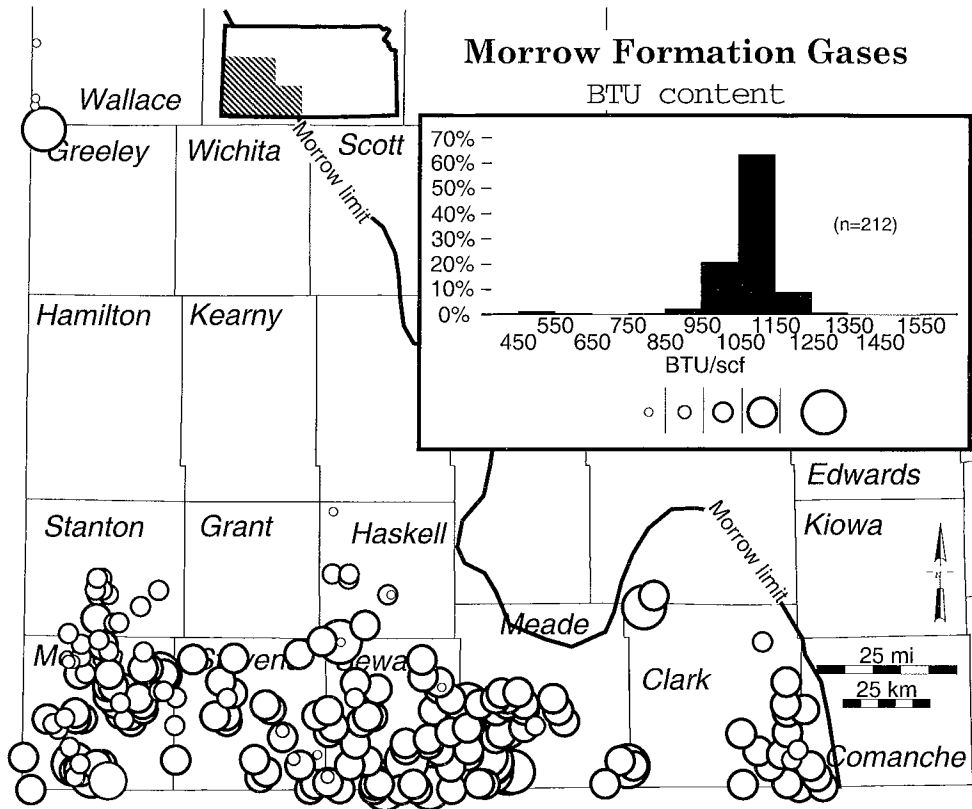 Morrow Formation Gases
BTU content
Wallace
Greeley
Wichita
Scott
Morrow limit
70%
60%
50%
40%
30%
20%
10%
0%
(n=212)
550 750 950 1150 1350 1550
450 650 850 1050 1250 1450
BTU/scf
Hamilton
Kearny
Edwards
Stanton
Grant
Haskell
Kiowa
Morrow limit
Meade
Clark
25 mi
25 km
Comanche